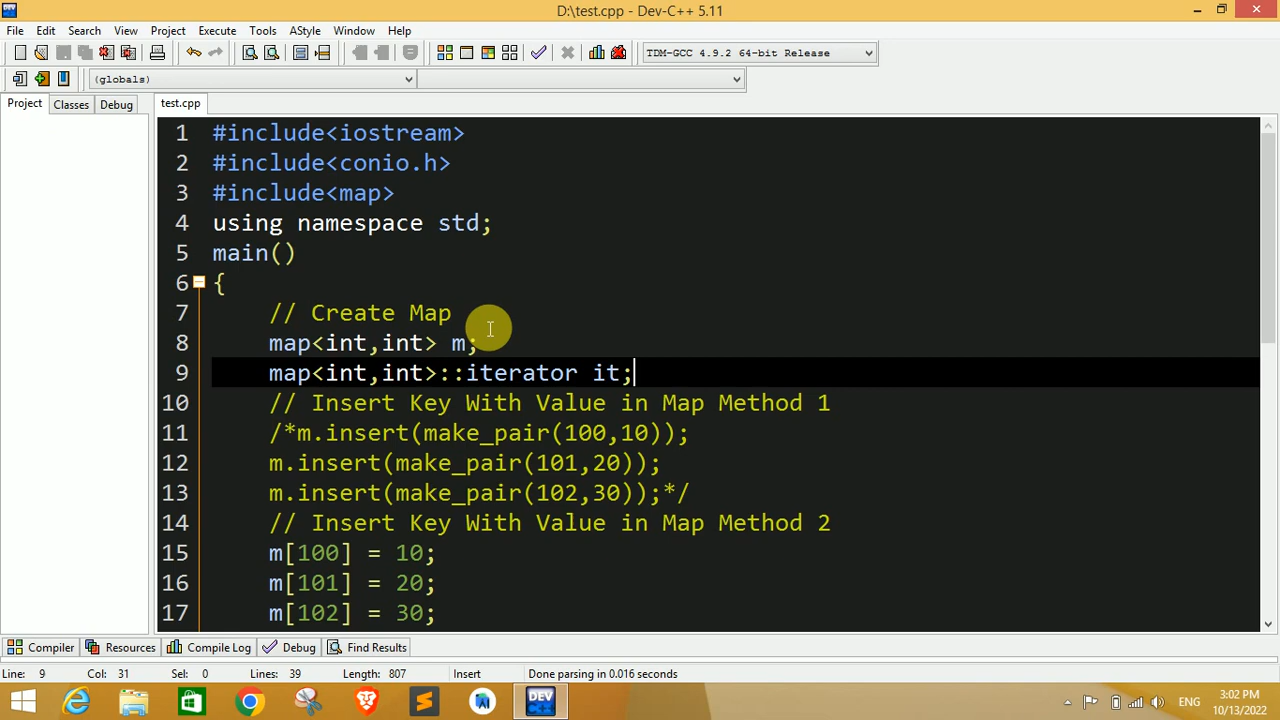 D:\test.cpp - Dev-C++ 5.11
File Edit Search View Project Execute Tools AStyle Window Help
TDM-GCC 4.9.2 64-bit Release
(globals)
Project Classes Debug test.cpp
1 #include<iostream>
2 #include<conio.h>
3 #include<map>
4 using namespace std;
5 main()
6 {
7 // Create Map
8 map<int,int> m;
9 map<int,int>::iterator it;
10 // Insert Key With Value in Map Method 1
11 /*m.insert(make_pair(100,10));
12 m.insert(make_pair(101,20));
13 m.insert(make_pair(102,30));*/
14 // Insert Key With Value in Map Method 2
15 m[100] = 10;
16 m[101] = 20;
17 m[102] = 30;
Compiler Resources Compile Log Debug Find Results
Line: 9 Col: 31 Sel: 0 Lines: 39 Length: 807 Insert Done parsing in 0.016 seconds
DEV
ENG
3:02 PM
10/13/2022